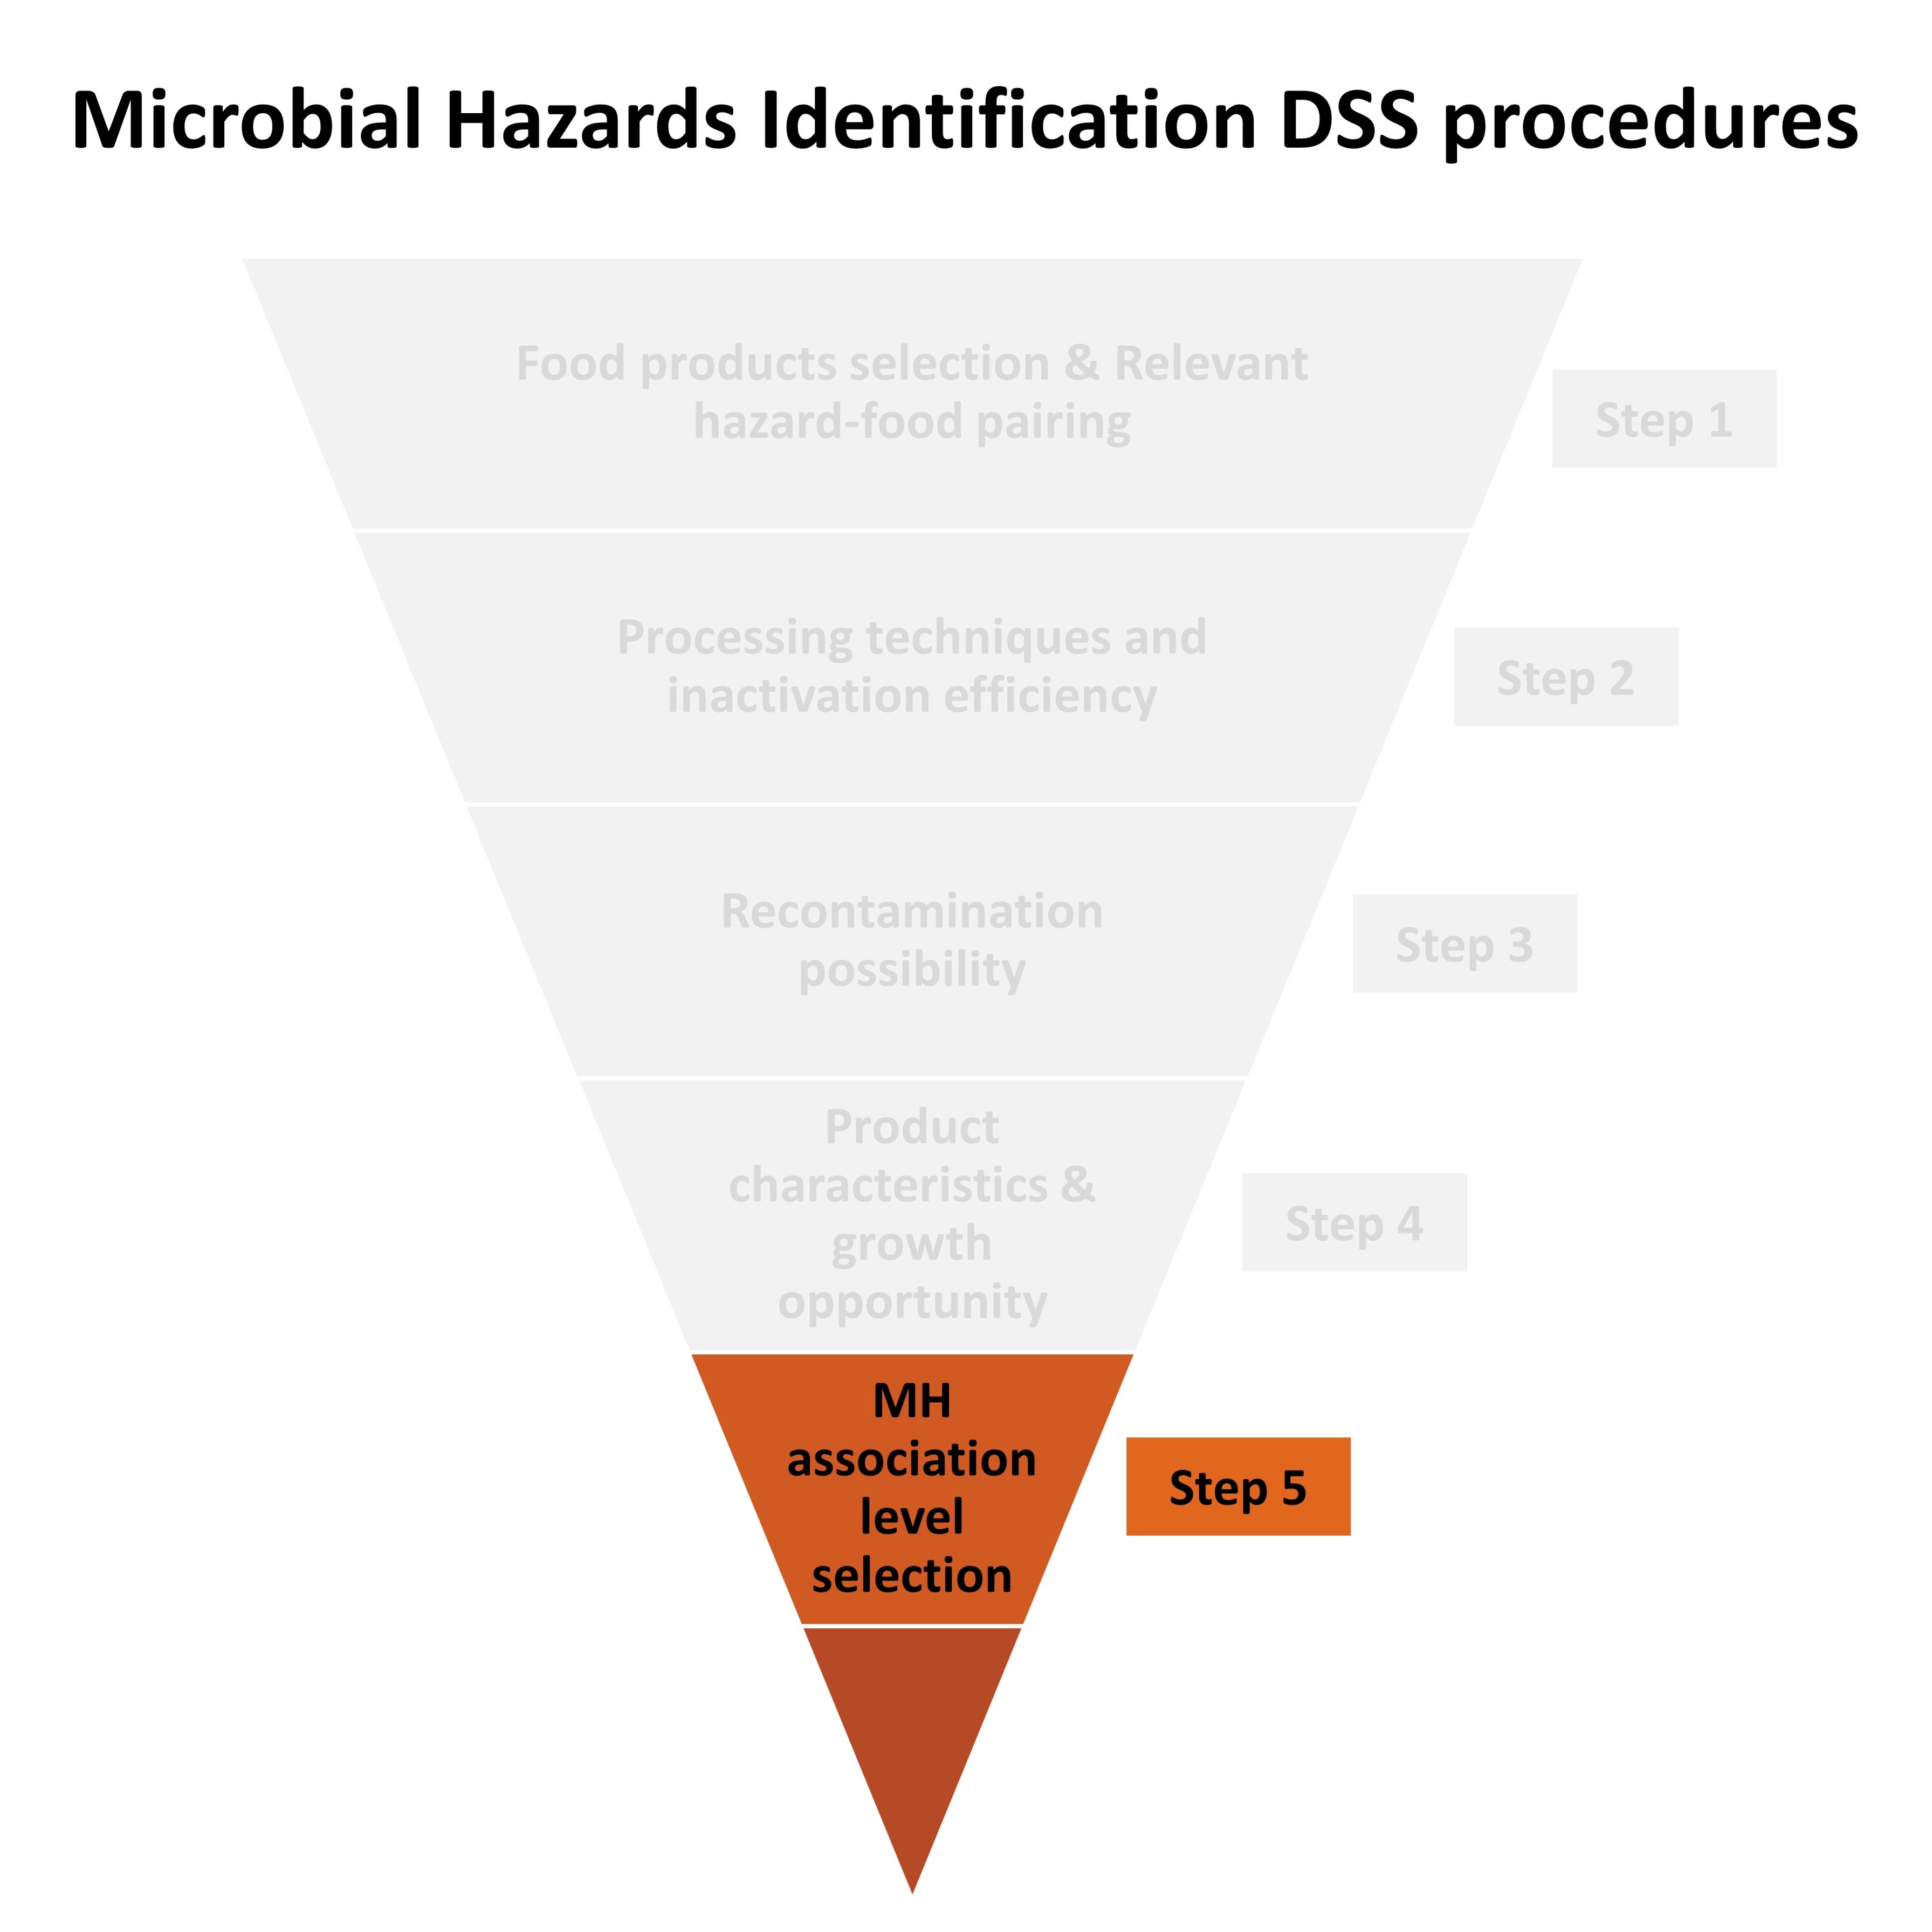 Microbial Hazards Identification DSS procedures
Food products selection & Relevant
hazard-food pairing
Step 1
Processing techniques and
inactivation efficiency
Step 2
Recontamination
possibility
Step 3
Product
characteristics &
growth
opportunity
Step 4
MH
association
level
selection
Step 5